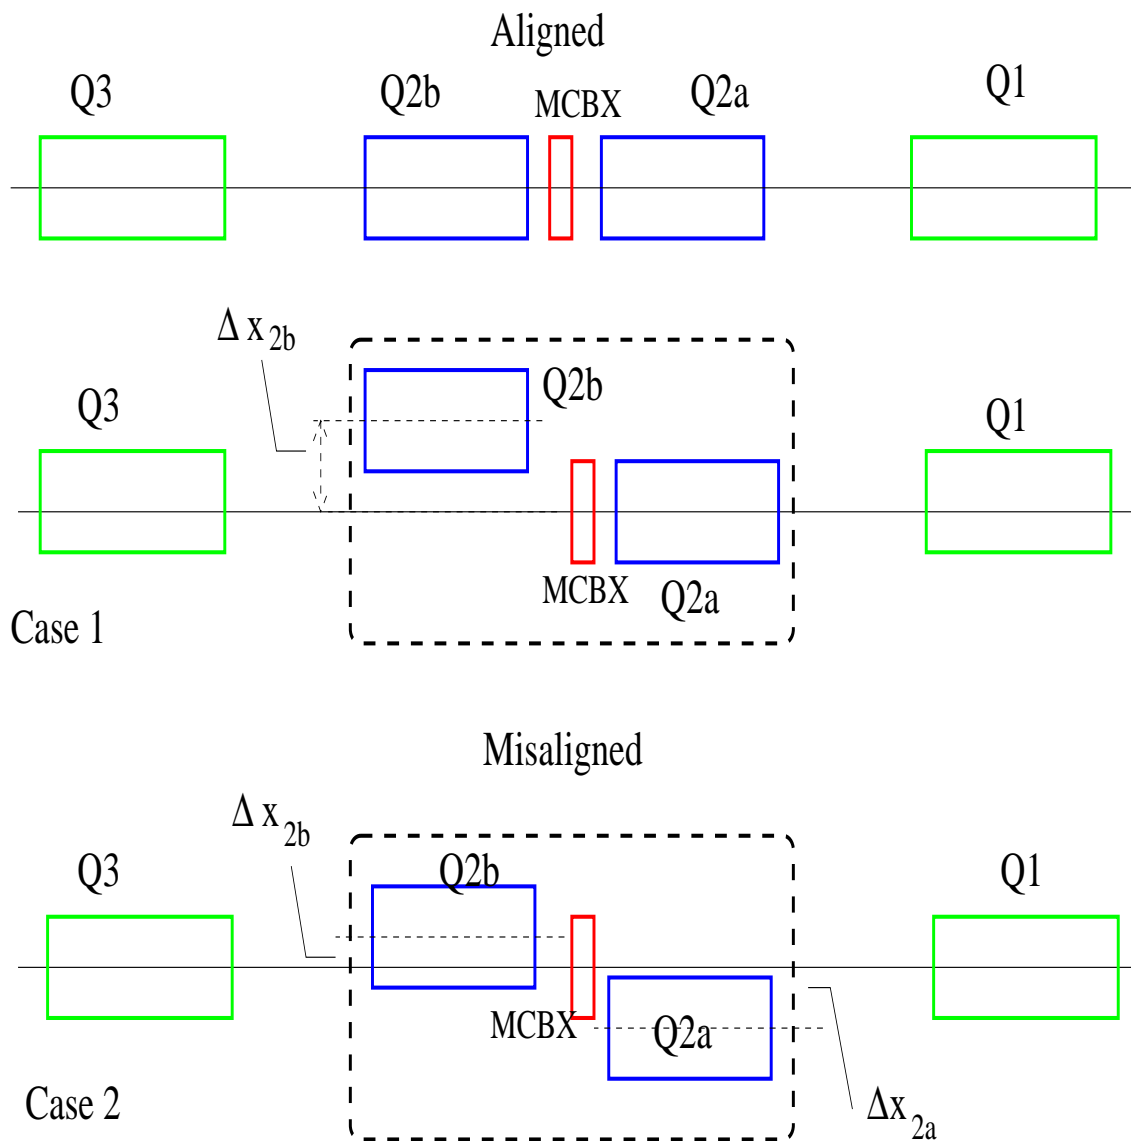 Aligned
Q3 Q2b MCBX Q2a Q1
Δ x2b
Q3 Q2b Q1
MCBX Q2a
Case 1
Misaligned
Δ x2b
Q3 Q2b Q1
MCBX Q2a
Case 2 Δx2a